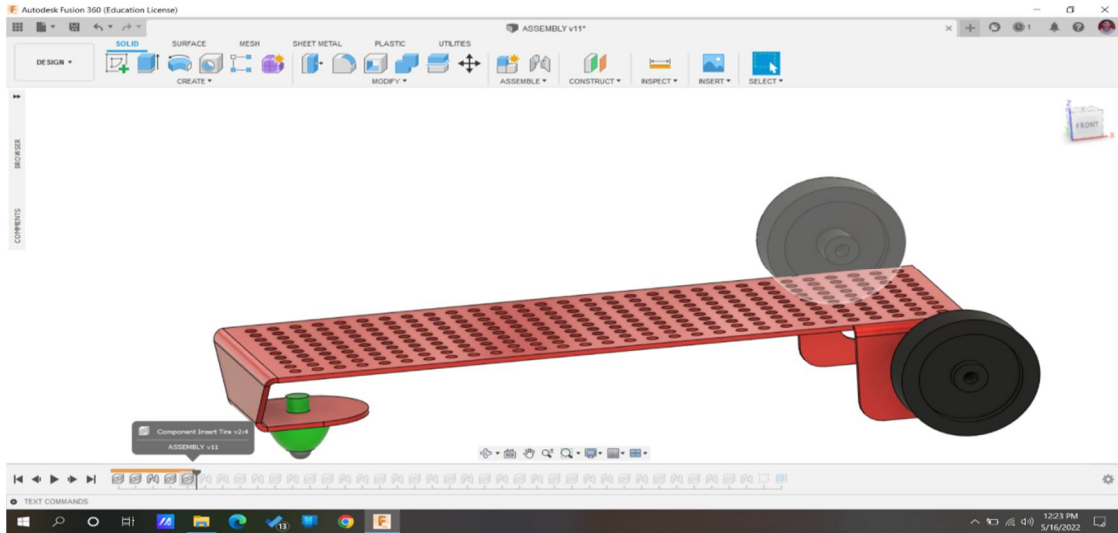 Autodesk Fusion 360 (Education License)
ASSEMBLY v11*
1
SOLID SURFACE MESH SHEET METAL PLASTIC UTILITIES
DESIGN
CREATE MODIFY ASSEMBLE CONSTRUCT INSPECT INSERT SELECT
BROWSER
COMMENTS
Z
FRONT
X
Component Insert Tire v2:4
ASSEMBLY v11
TEXT COMMANDS
13
12:23 PM
5/16/2022